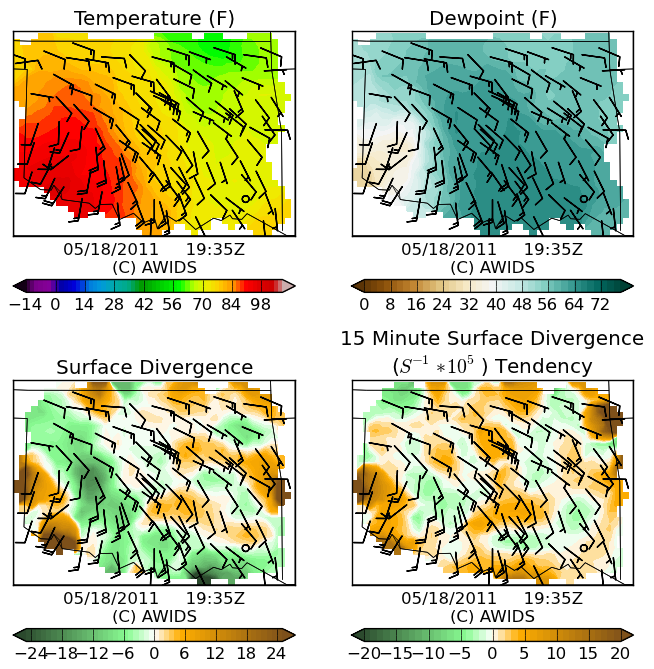 Temperature (F)
Dewpoint (F)
05/18/2011 19:35Z
(C) AWIDS
05/18/2011 19:35Z
(C) AWIDS
−14 0 14 28 42 56 70 84 98
0 8 16 24 32 40 48 56 64 72
Surface Divergence
15 Minute Surface Divergence
(S⁻¹ *10⁵ ) Tendency
05/18/2011 19:35Z
(C) AWIDS
05/18/2011 19:35Z
(C) AWIDS
−24 −18 −12 −6 0 6 12 18 24
−20 −15 −10 −5 0 5 10 15 20